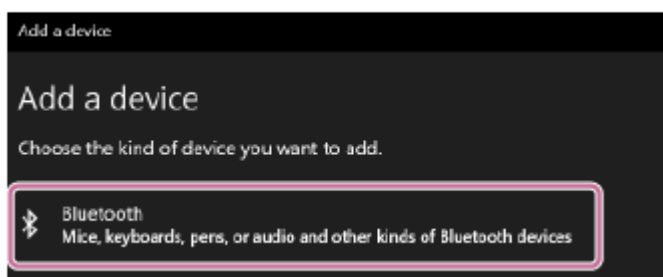 Add a device
Add a device
Choose the kind of device you want to add.
Bluetooth
Mice, keyboards, pens, or audio and other kinds of Bluetooth devices